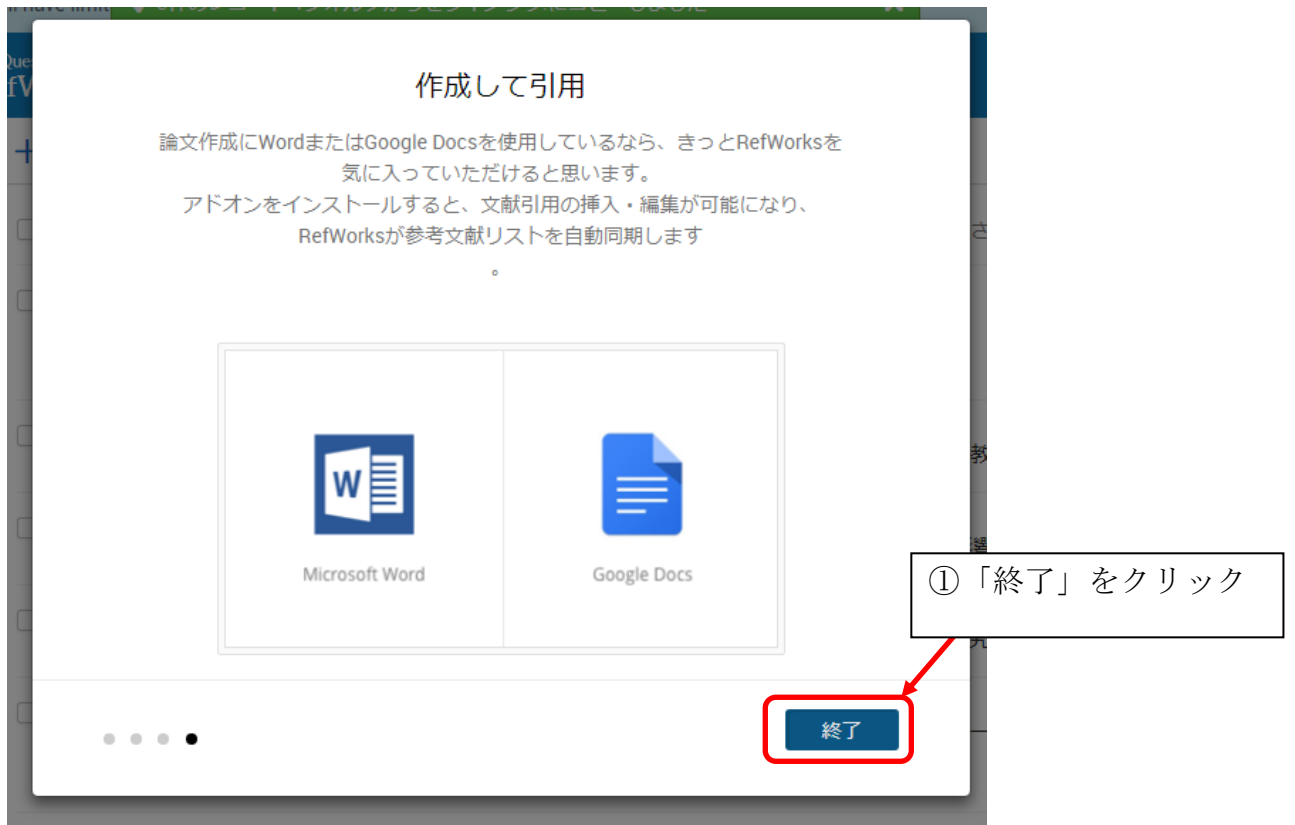 作成して引用
論文作成にWordまたはGoogle Docsを使用しているなら、きっとRefWorksを
気に入っていただけると思います。
アドオンをインストールすると、文献引用の挿入・編集が可能になり、
RefWorksが参考文献リストを自動同期します
。
Microsoft Word
Google Docs
①「終了」をクリック
終了